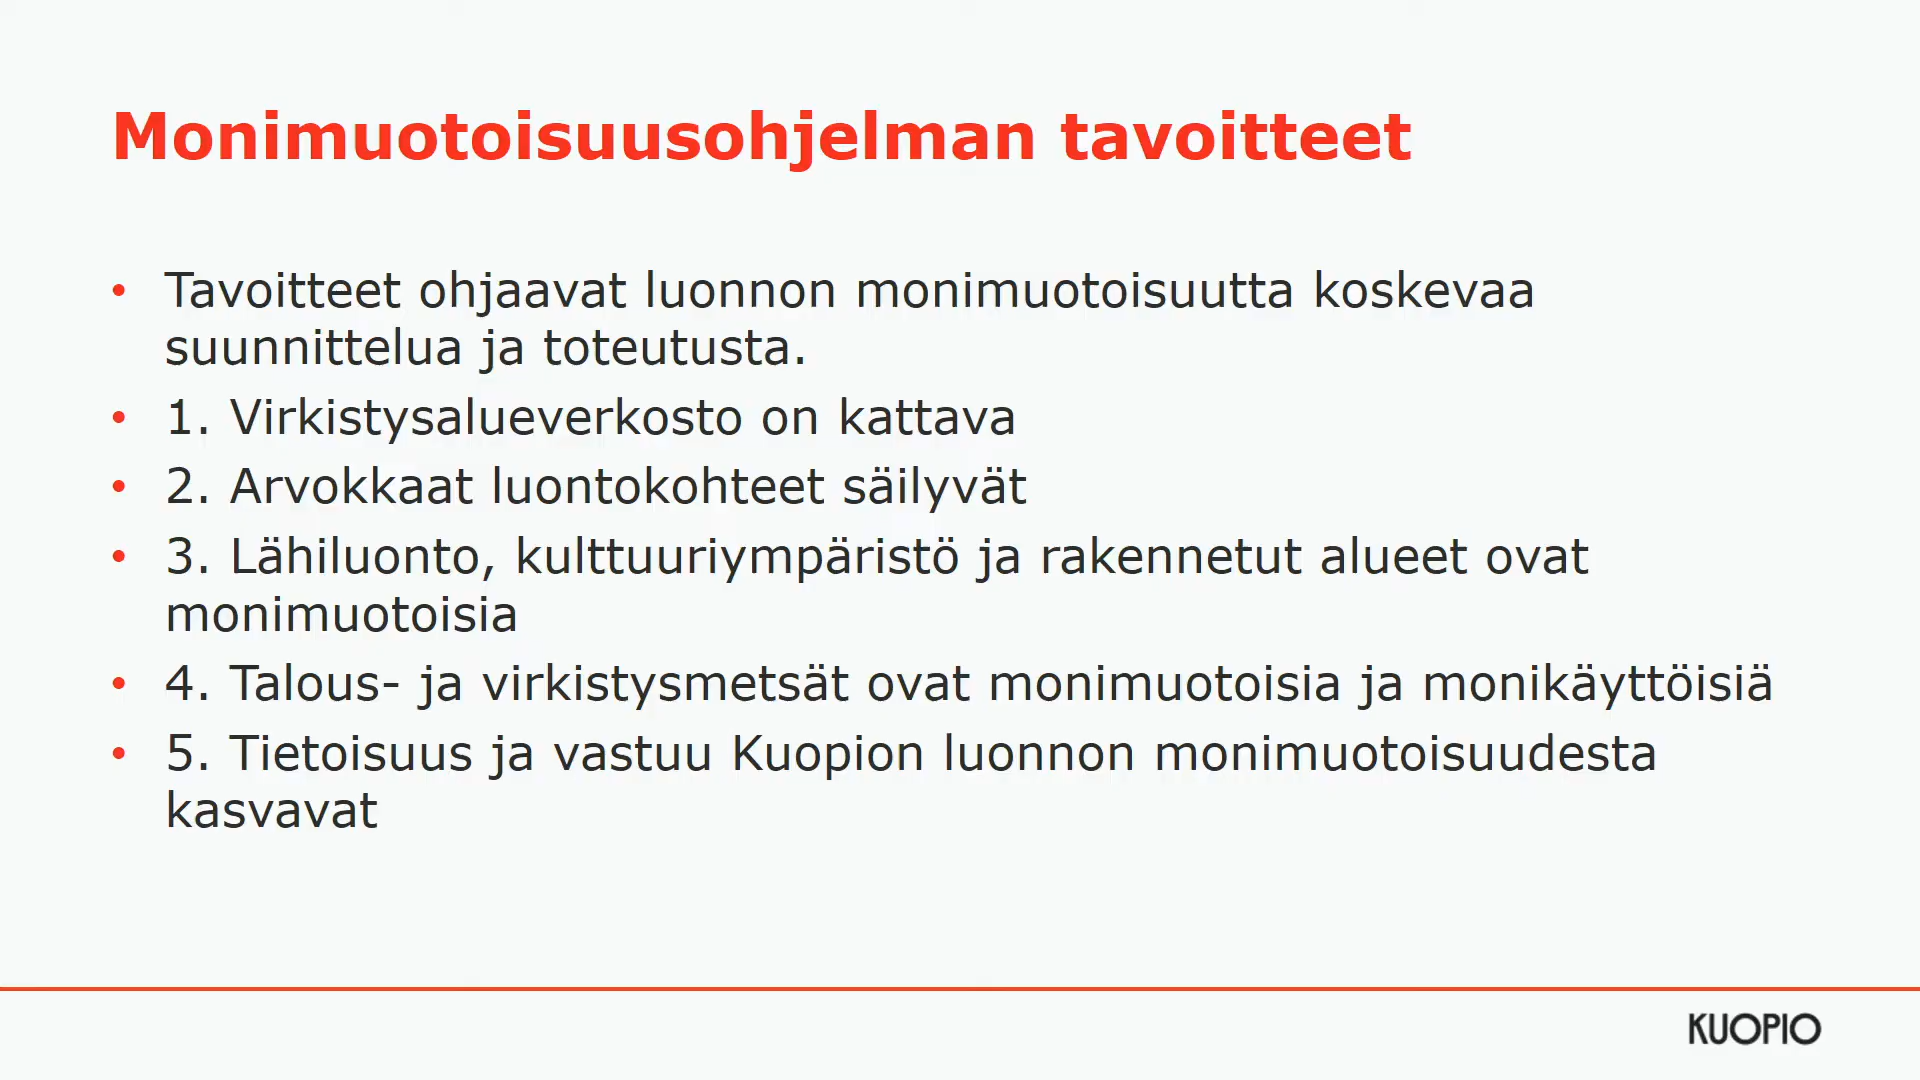 Monimuotoisuusohjelman tavoitteet
• Tavoitteet ohjaavat luonnon monimuotoisuutta koskevaa
suunnittelua ja toteutusta.
• 1. Virkistysalueverkosto on kattava
• 2. Arvokkaat luontokohteet säilyvät
• 3. Lähiluonto, kulttuuriympäristö ja rakennetut alueet ovat
monimuotoisia
• 4. Talous- ja virkistysmetsät ovat monimuotoisia ja monikäyttöisiä
• 5. Tietoisuus ja vastuu Kuopion luonnon monimuotoisuudesta
kasvavat
KUOPIO